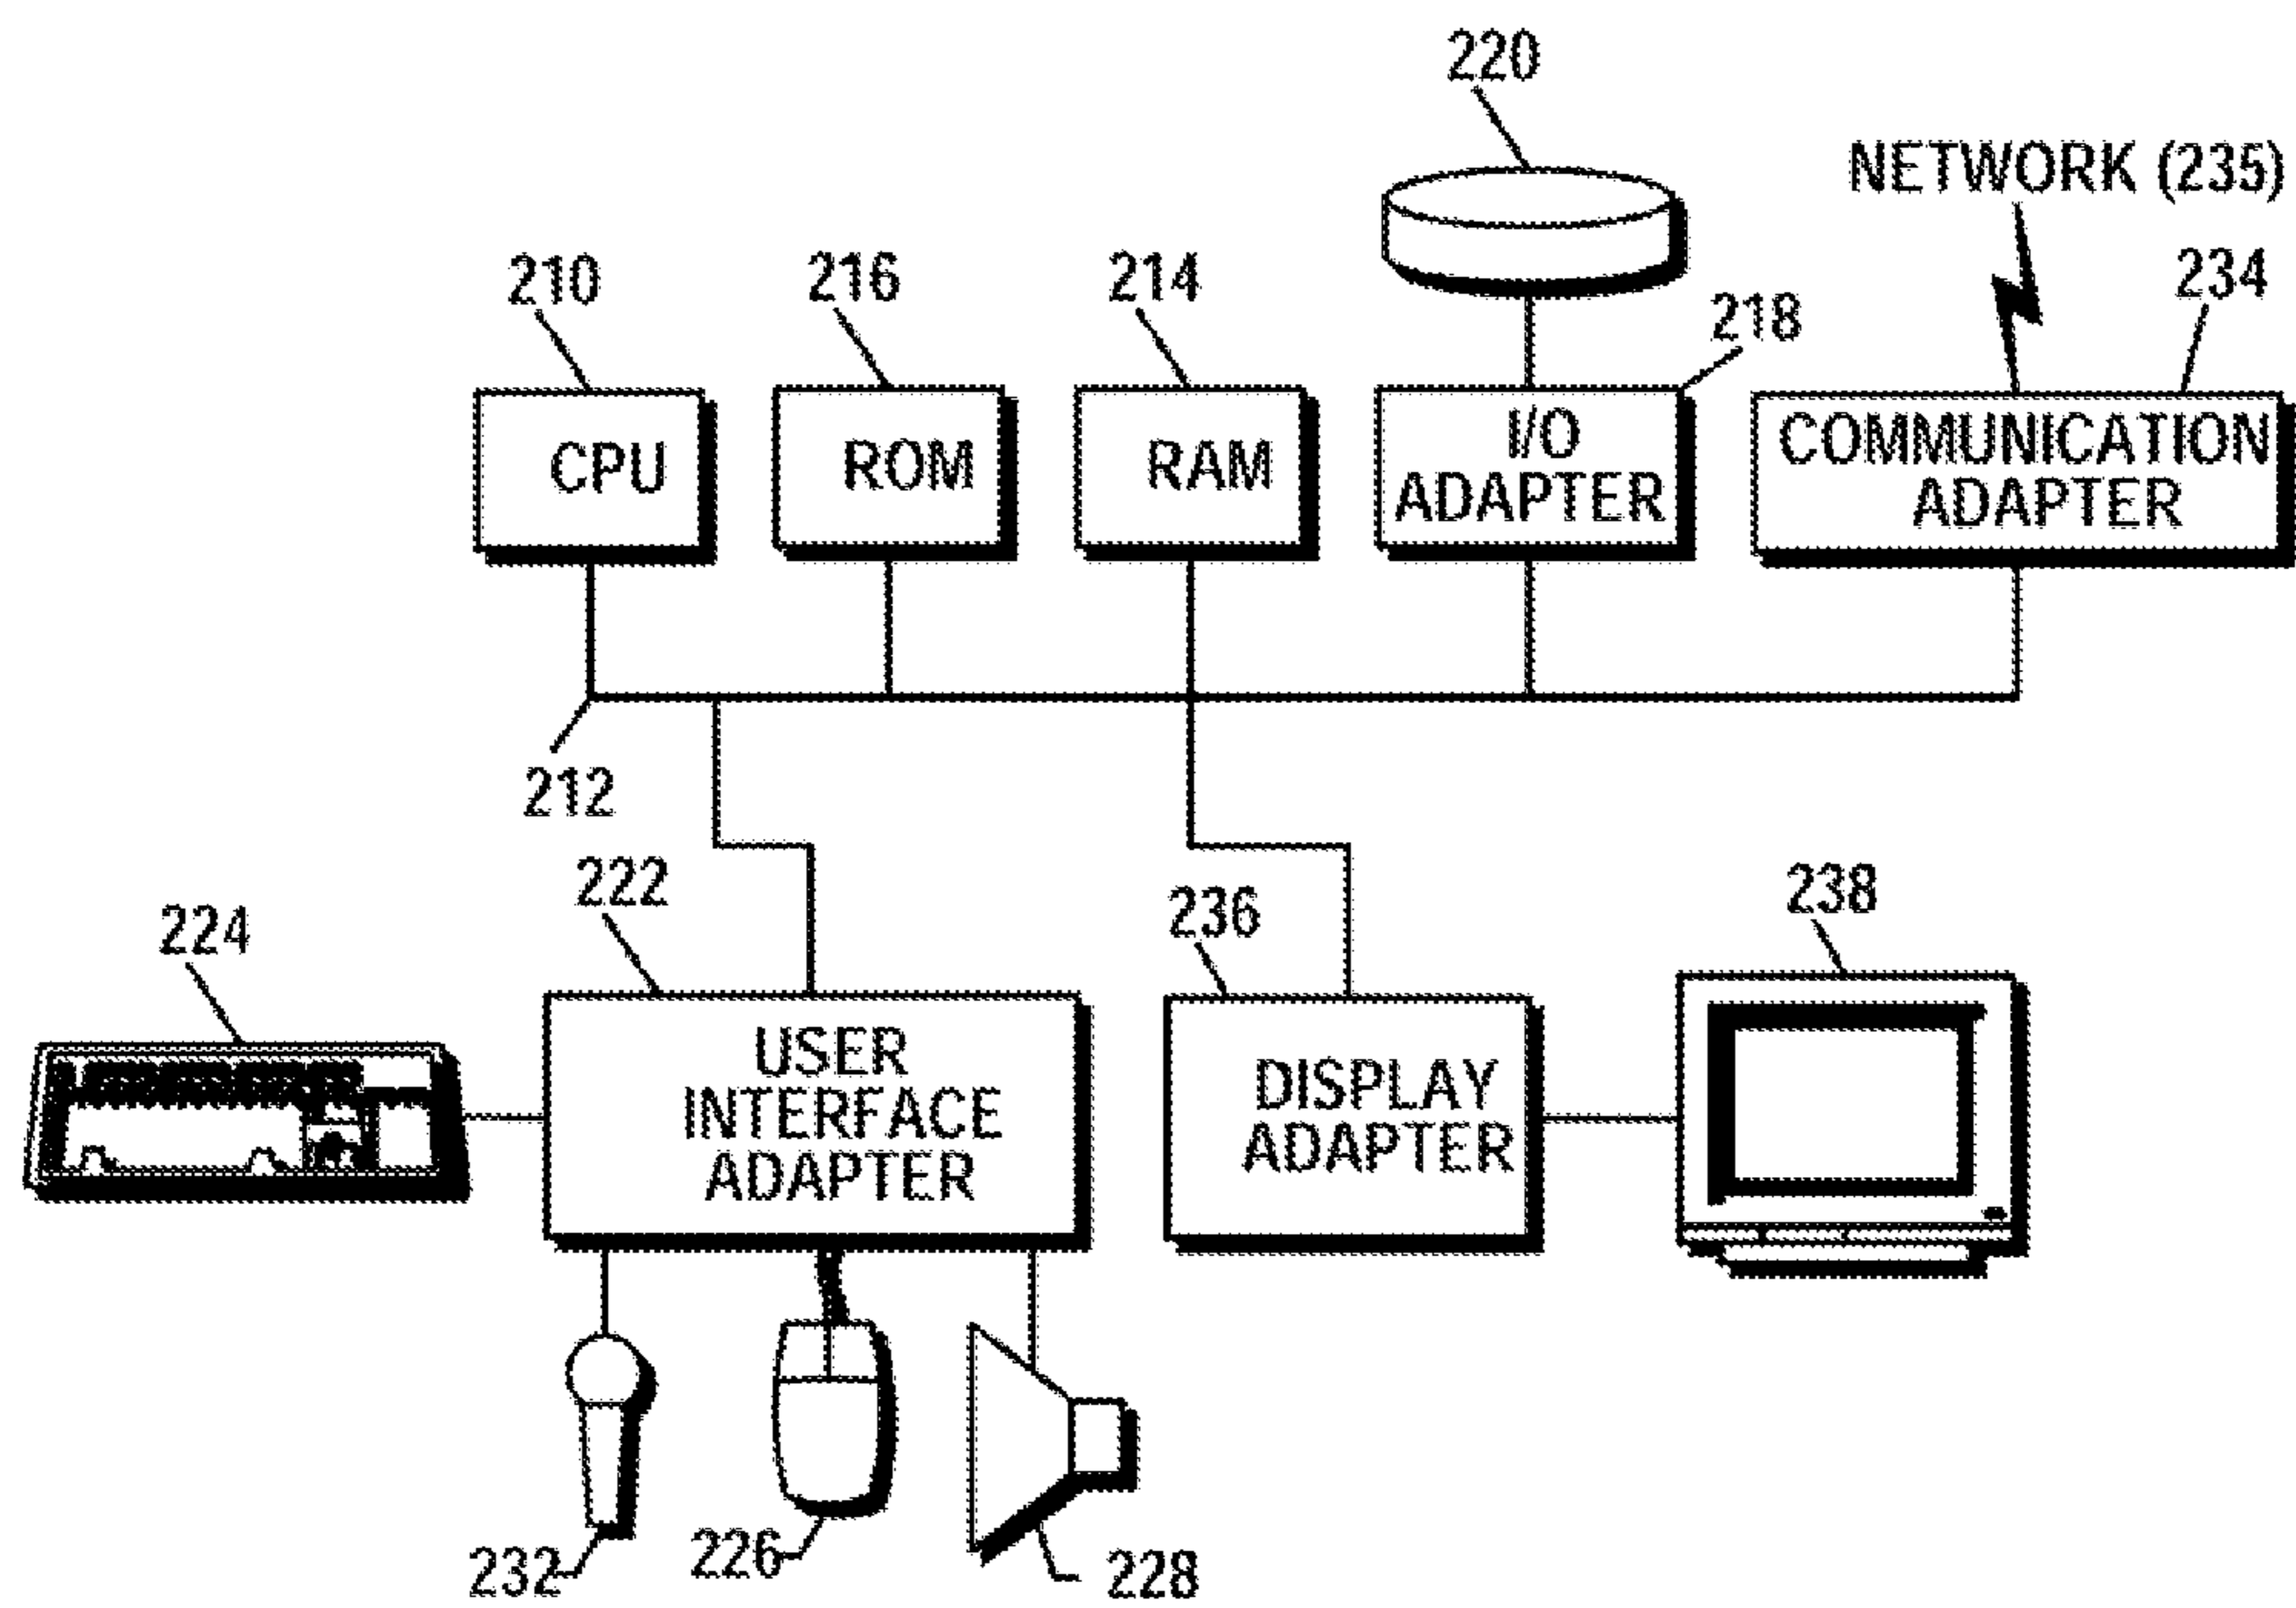 220
NETWORK (235)
210
216
214
218
234
CPU
ROM
RAM
I/O
ADAPTER
COMMUNICATION
ADAPTER
212
222
224
236
238
USER
INTERFACE
ADAPTER
DISPLAY
ADAPTER
232
226
228